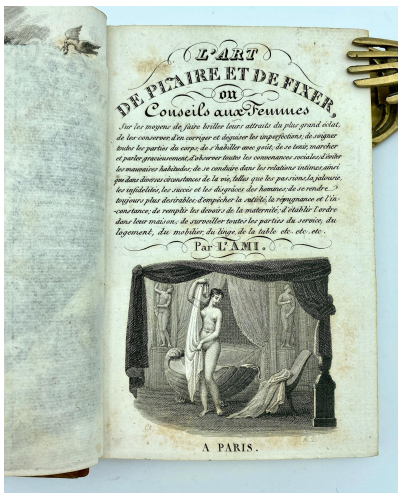 L'ART
DE PLAIRE ET DE FIXER,
ou
Conseils aux Femmes
Sur les moyens de faire briller leurs attraits du plus grand éclat,
de les conserver, d'en corriger et déguiser les imperfections; de soigner
toutes les parties du corps; de s'habiller avec goût; de se tenir, marcher
et parler gracieusement, d'observer toutes les convenances sociales, d'éviter
les mauvaises habitudes; de se conduire dans les relations intimes, ainsi
que dans diverses circonstances de la vie, telles que les passions, la jalousie,
les infidélités, les succès et les disgrâces des hommes; de se rendre
toujours plus desirables, d'empêcher la satiété, la répugnance et l'in-
constance; de remplir les devoirs de la maternité, d'établir l'ordre
dans leur maison; de surveiller toutes les parties du service, du
logement, du mobilier, du linge, de la table etc. etc. etc.
Par L'AMI.
A PARIS.